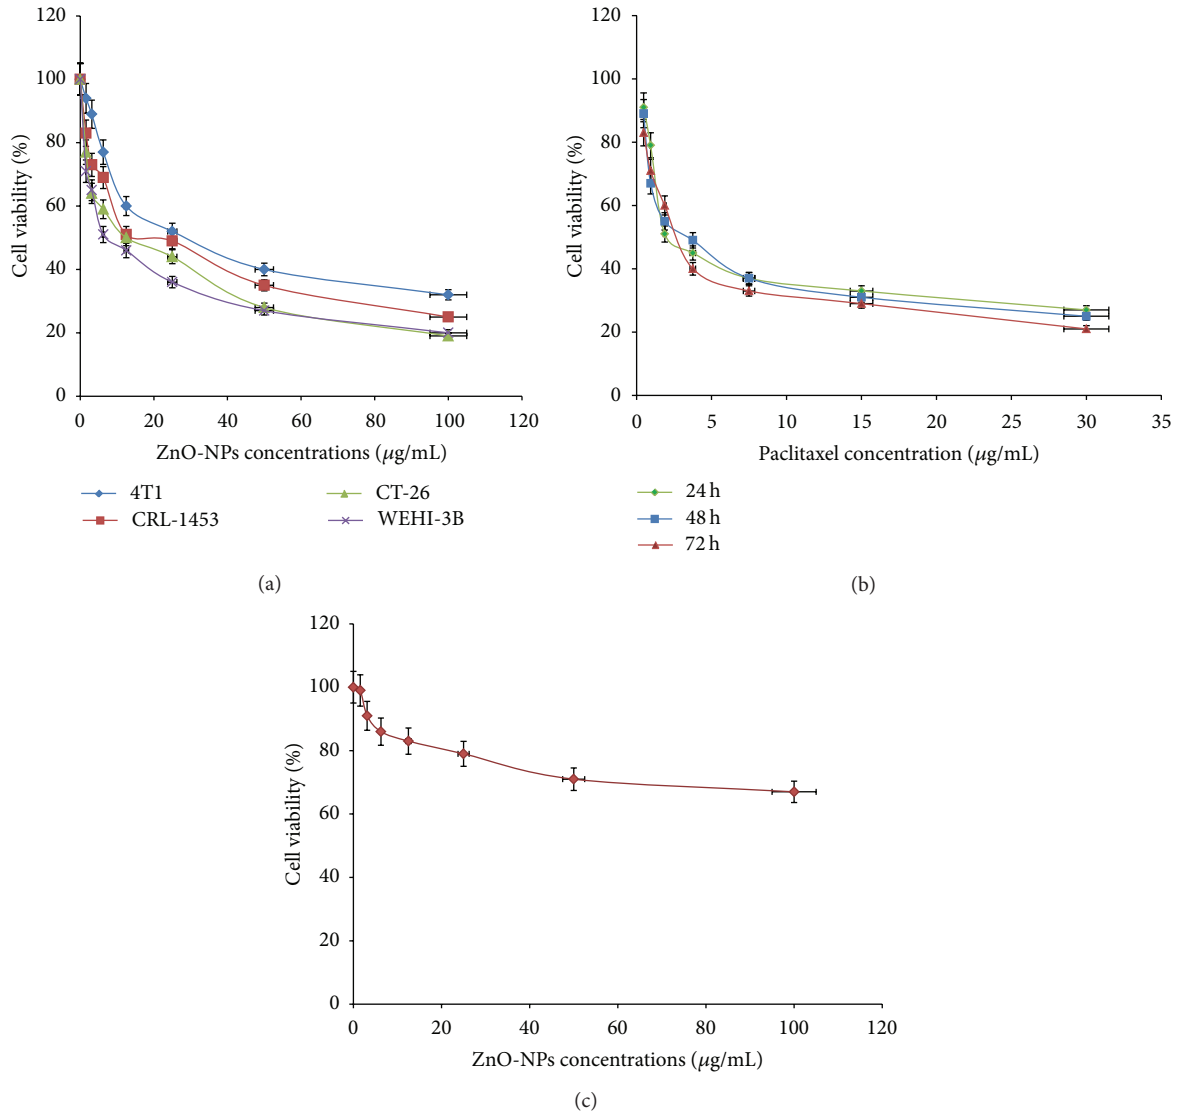 120
100
80
60
40
20
0
Cell viability (%)
0 20 40 60 80 100 120
ZnO-NPs concentrations (μg/mL)
4T1 CT-26
CRL-1453 WEHI-3B
(a)
120
100
80
60
40
20
0
Cell viability (%)
0 5 10 15 20 25 30 35
Paclitaxel concentration (μg/mL)
24 h
48 h
72 h
(b)
120
100
80
60
40
20
0
Cell viability (%)
0 20 40 60 80 100 120
ZnO-NPs concentrations (μg/mL)
(c)